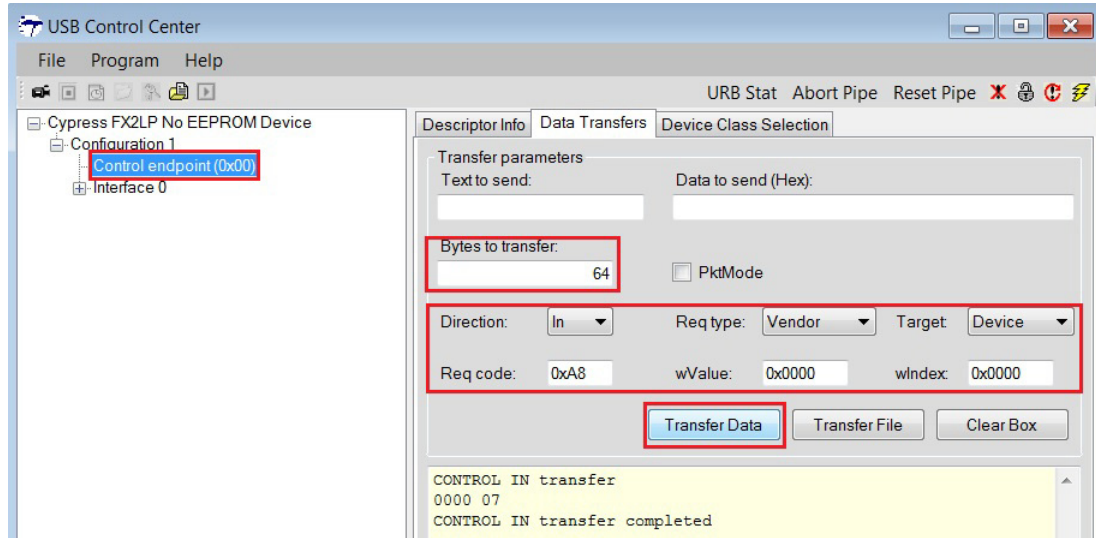 USB Control Center
File Program Help
URB Stat Abort Pipe Reset Pipe
Cypress FX2LP No EEPROM Device
Configuration 1
Control endpoint (0x00)
Interface 0
Descriptor Info Data Transfers Device Class Selection
Transfer parameters
Text to send: Data to send (Hex):
Bytes to transfer:
64 PktMode
Direction: In Req type: Vendor Target: Device
Req code: 0xA8 wValue: 0x0000 wIndex: 0x0000
Transfer Data Transfer File Clear Box
CONTROL IN transfer
0000 07
CONTROL IN transfer completed